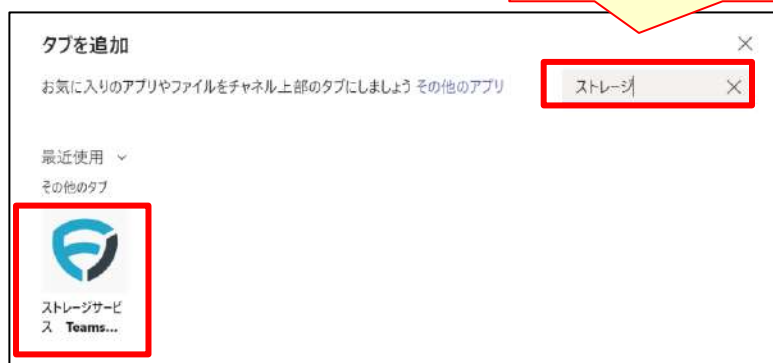 タブを追加
お気に入りのアプリやファイルをチャネル上部のタブにしましょう その他のアプリ
ストレージ
最近使用
その他のタブ
ストレージサービ
ス Teams...